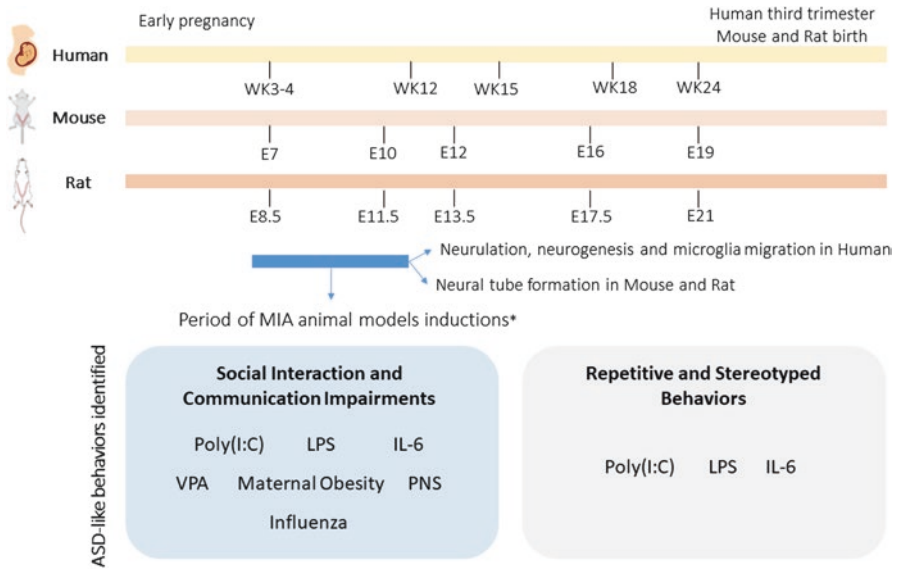 Early pregnancy
Human third trimester
Mouse and Rat birth
Human
WK3-4 WK12 WK15 WK18 WK24
Mouse
E7 E10 E12 E16 E19
Rat
E8.5 E11.5 E13.5 E17.5 E21
Neurulation, neurogenesis and microglia migration in Human
Neural tube formation in Mouse and Rat
Period of MIA animal models inductions*
ASD-like behaviors identified
Social Interaction and
Communication Impairments
Poly(I:C) LPS IL-6
VPA Maternal Obesity PNS
Influenza
Repetitive and Stereotyped
Behaviors
Poly(I:C) LPS IL-6